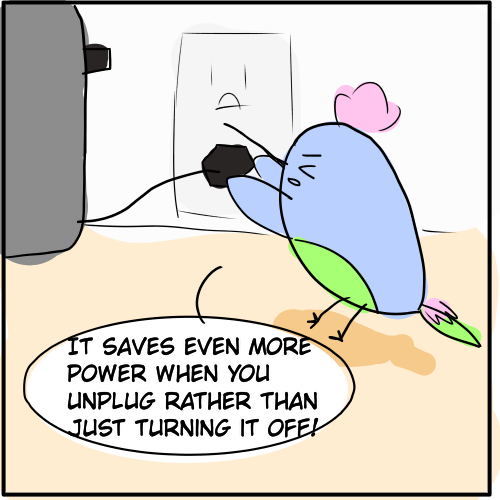 IT SAVES EVEN MORE
POWER WHEN YOU
UNPLUG RATHER THAN
JUST TURNING IT OFF!